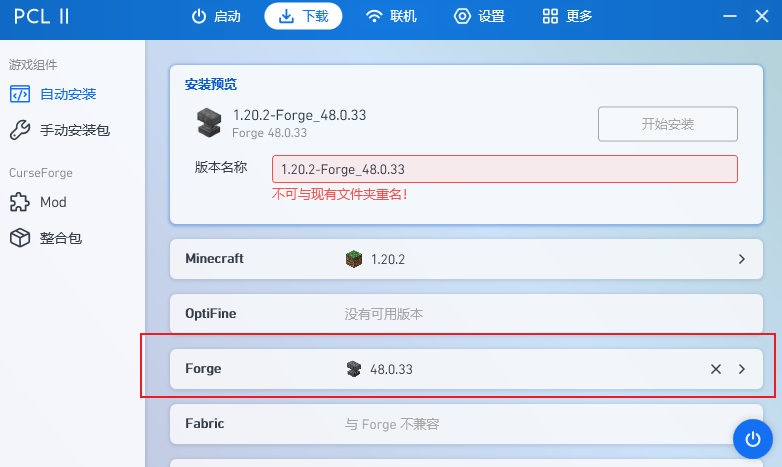 PCL II 启动 下载 联机 设置 更多
游戏组件
自动安装
手动安装包
CurseForge
Mod
整合包
安装预览
1.20.2-Forge_48.0.33
Forge 48.0.33
开始安装
版本名称 1.20.2-Forge_48.0.33
不可与现有文件夹重名!
Minecraft 1.20.2
OptiFine 没有可用版本
Forge 48.0.33
Fabric 与 Forge 不兼容